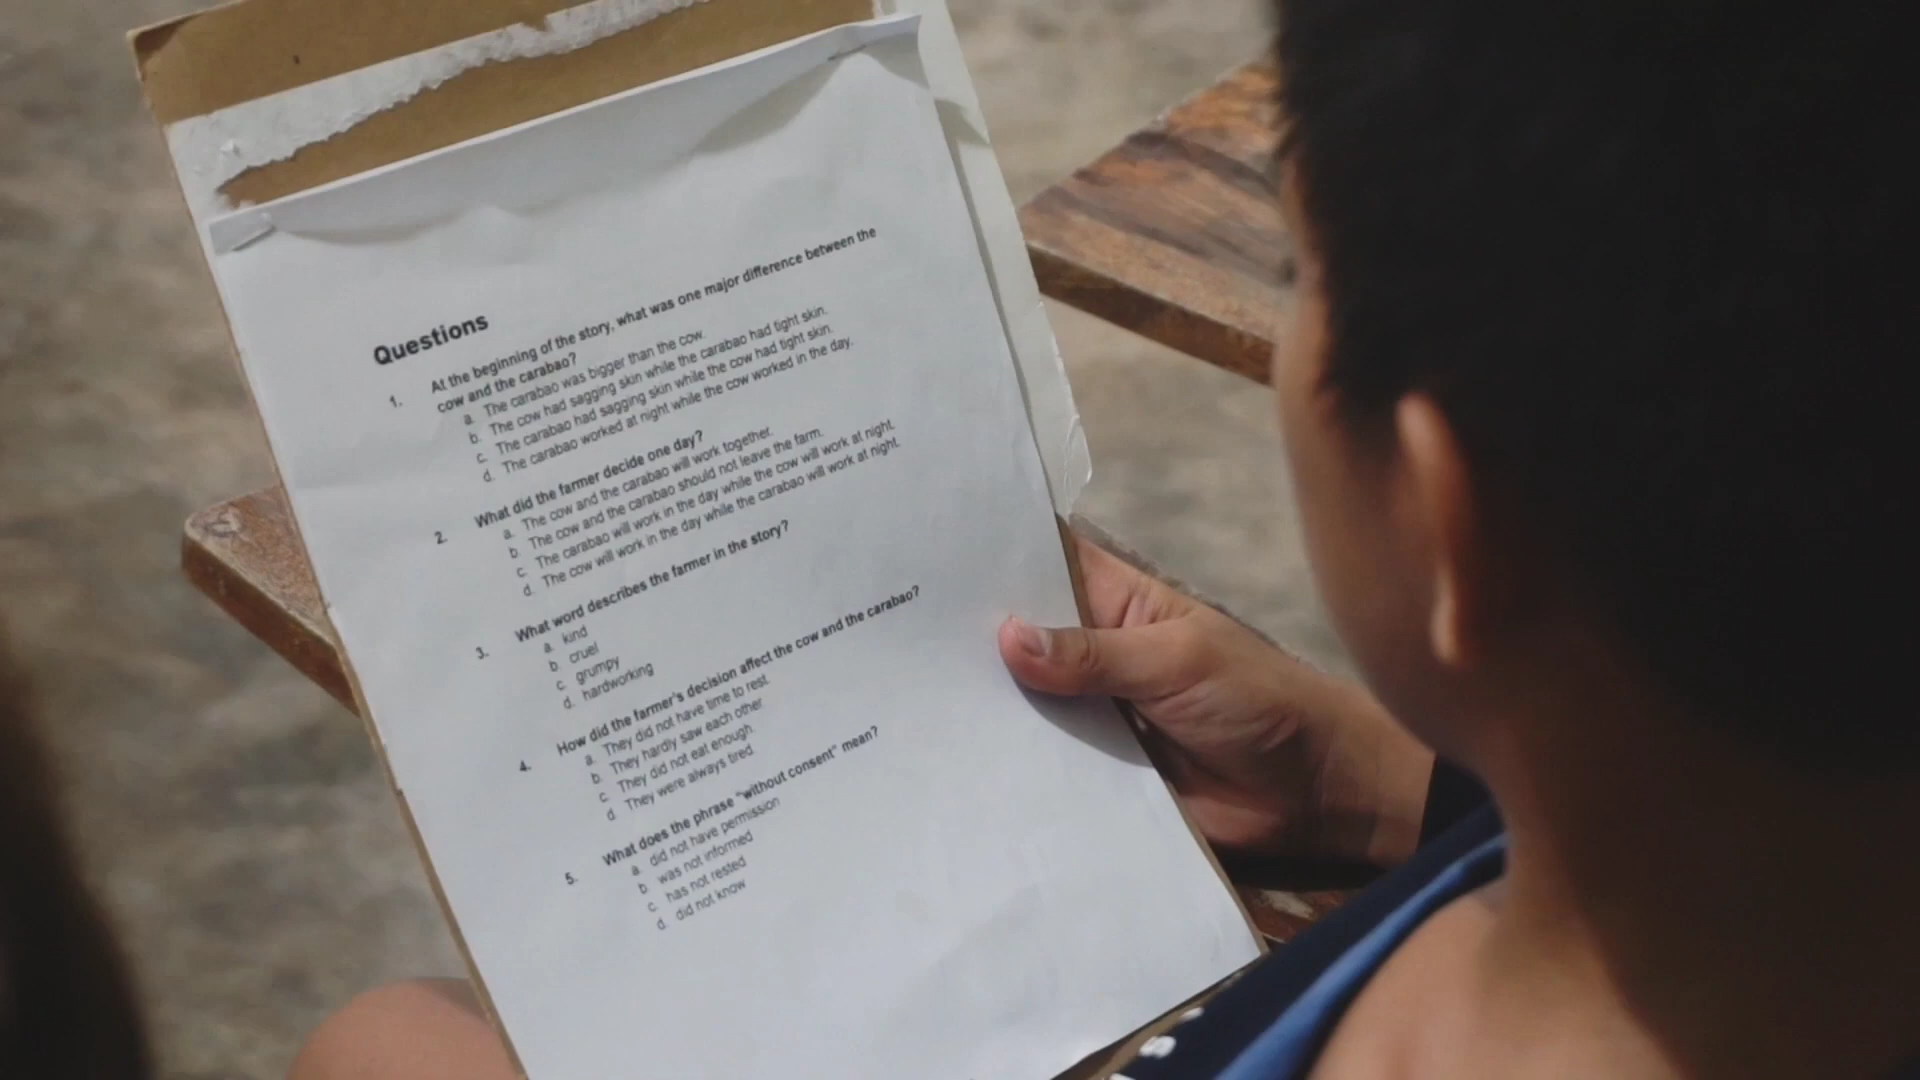 Questions
1. At the beginning of the story, what was one major difference between the
cow and the carabao?
a. The carabao was bigger than the cow.
b. The cow had sagging skin while the carabao had tight skin.
c. The carabao had sagging skin while the cow had tight skin.
d. The carabao worked at night while the cow worked in the day.
2. What did the farmer decide one day?
a. The cow and the carabao will work together.
b. The cow and the carabao should not leave the farm.
c. The carabao will work in the day while the cow will work at night.
d. The cow will work in the day while the carabao will work at night.
3. What word describes the farmer in the story?
a. kind
b. cruel
c. grumpy
d. hardworking
4. How did the farmer's decision affect the cow and the carabao?
a. They did not have time to rest.
b. They hardly saw each other.
c. They did not eat enough.
d. They were always tired.
5. What does the phrase "without consent" mean?
a. did not have permission
b. was not informed
c. has not rested
d. did not know